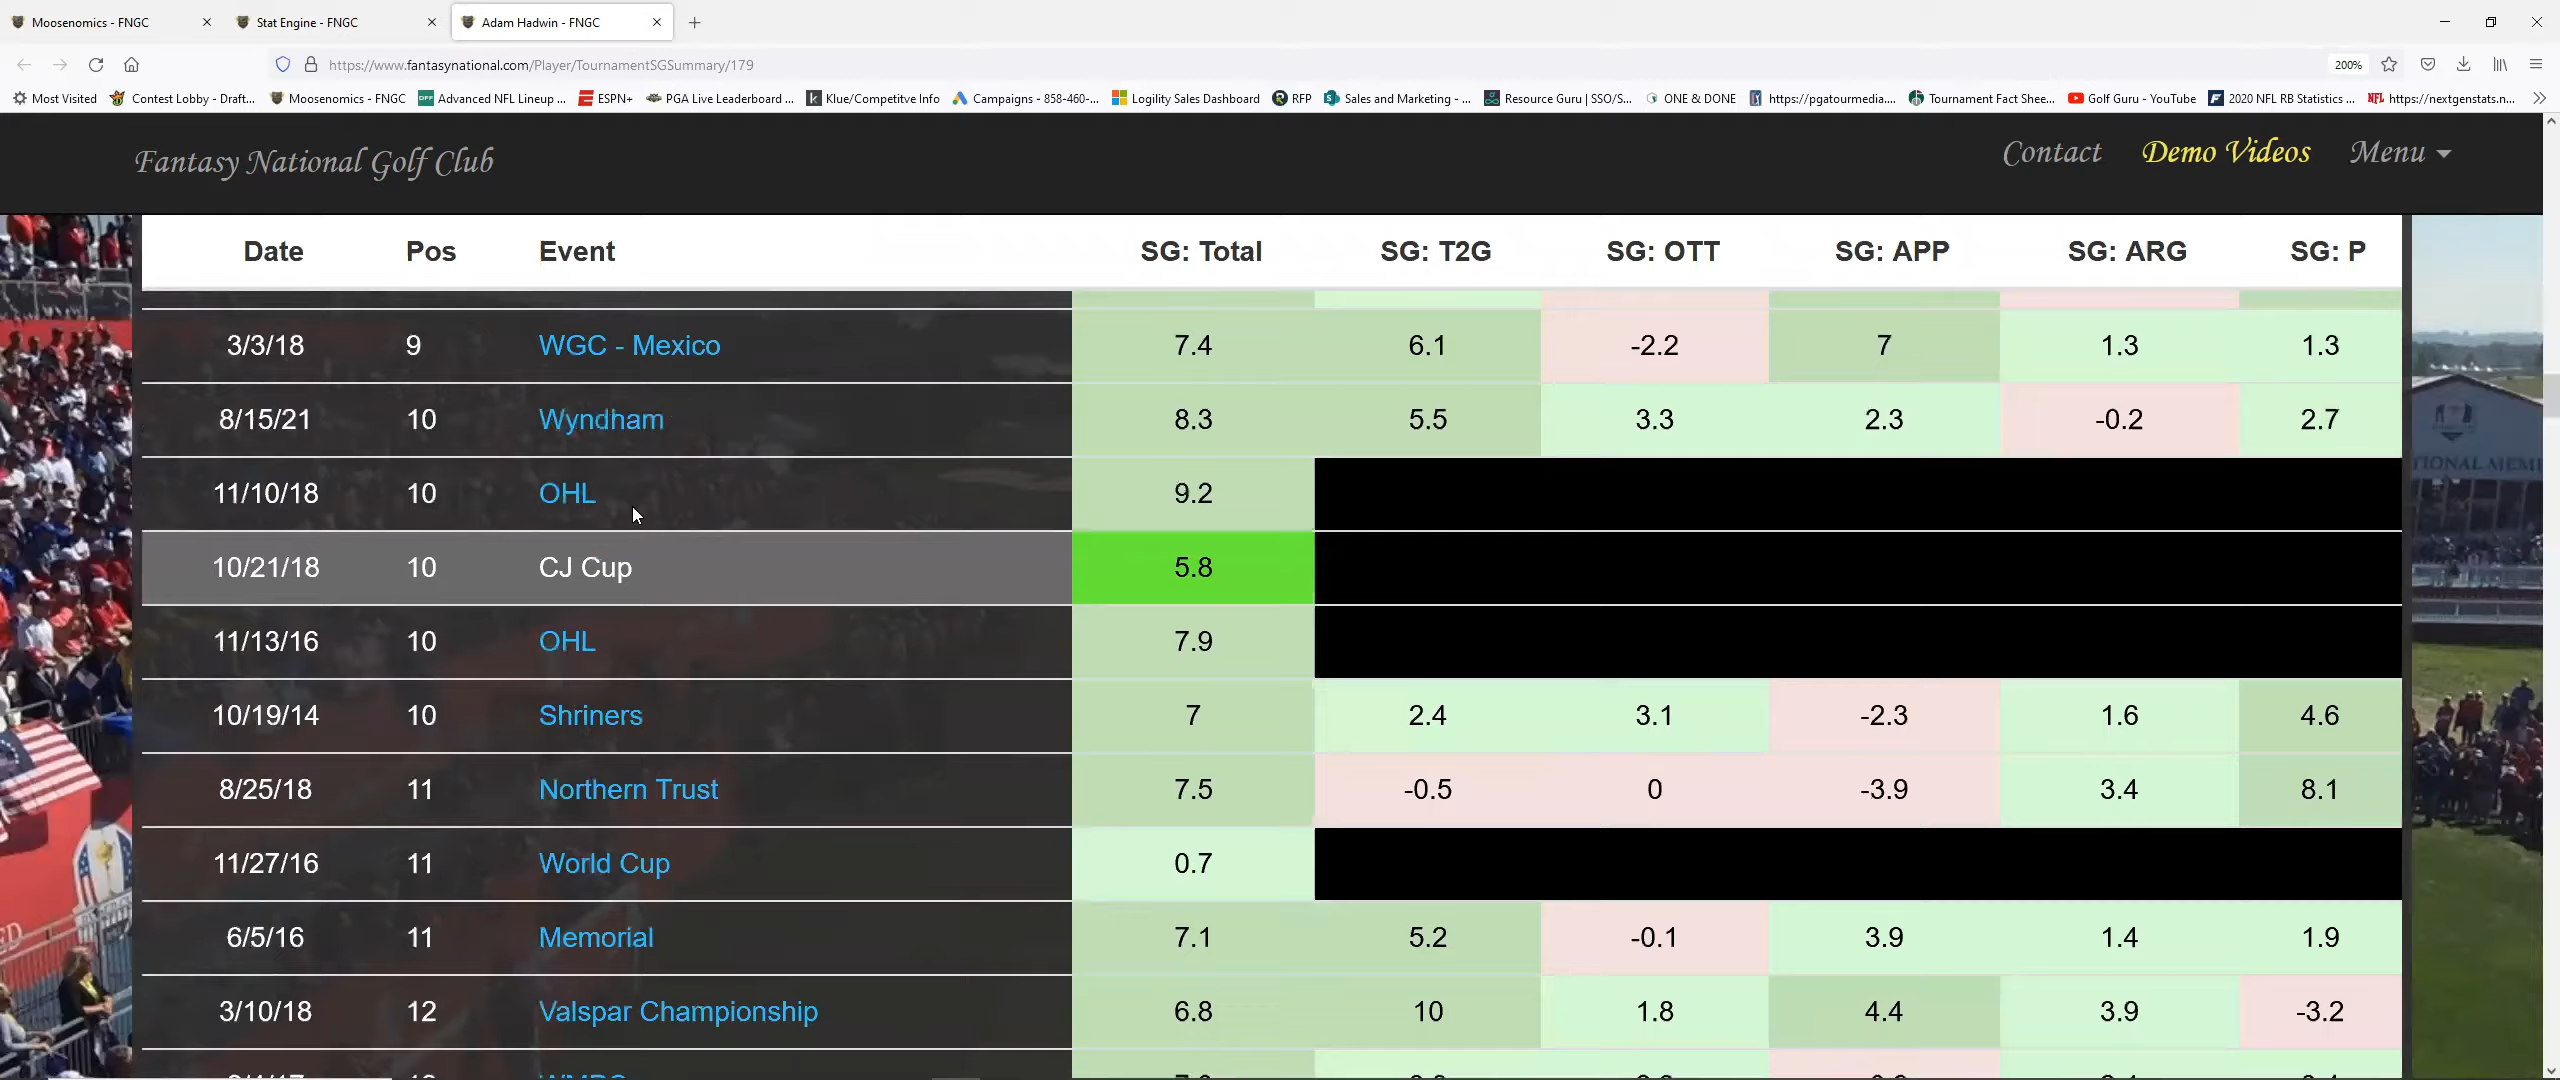 Moosenomics - FNGC
Stat Engine - FNGC
Adam Hadwin - FNGC
https://www.fantasynational.com/Player/TournamentSGSummary/179
200%
Most Visited
Contest Lobby - Draft...
Moosenomics - FNGC
Advanced NFL Lineup ...
ESPN+
PGA Live Leaderboard ...
Klue/Competitve Info
Campaigns - 858-460-...
Logility Sales Dashboard
RFP
Sales and Marketing - ...
Resource Guru | SSO/S...
ONE & DONE
https://pgatourmedia....
Tournament Fact Shee...
Golf Guru - YouTube
2020 NFL RB Statistics ...
https://nextgenstats.n...
Fantasy National Golf Club
Contact Demo Videos Menu
Date Pos Event SG: Total SG: T2G SG: OTT SG: APP SG: ARG SG: P
3/3/18 9 WGC - Mexico 7.4 6.1 -2.2 7 1.3 1.3
8/15/21 10 Wyndham 8.3 5.5 3.3 2.3 -0.2 2.7
11/10/18 10 OHL 9.2
10/21/18 10 CJ Cup 5.8
11/13/16 10 OHL 7.9
10/19/14 10 Shriners 7 2.4 3.1 -2.3 1.6 4.6
8/25/18 11 Northern Trust 7.5 -0.5 0 -3.9 3.4 8.1
11/27/16 11 World Cup 0.7
6/5/16 11 Memorial 7.1 5.2 -0.1 3.9 1.4 1.9
3/10/18 12 Valspar Championship 6.8 10 1.8 4.4 3.9 -3.2